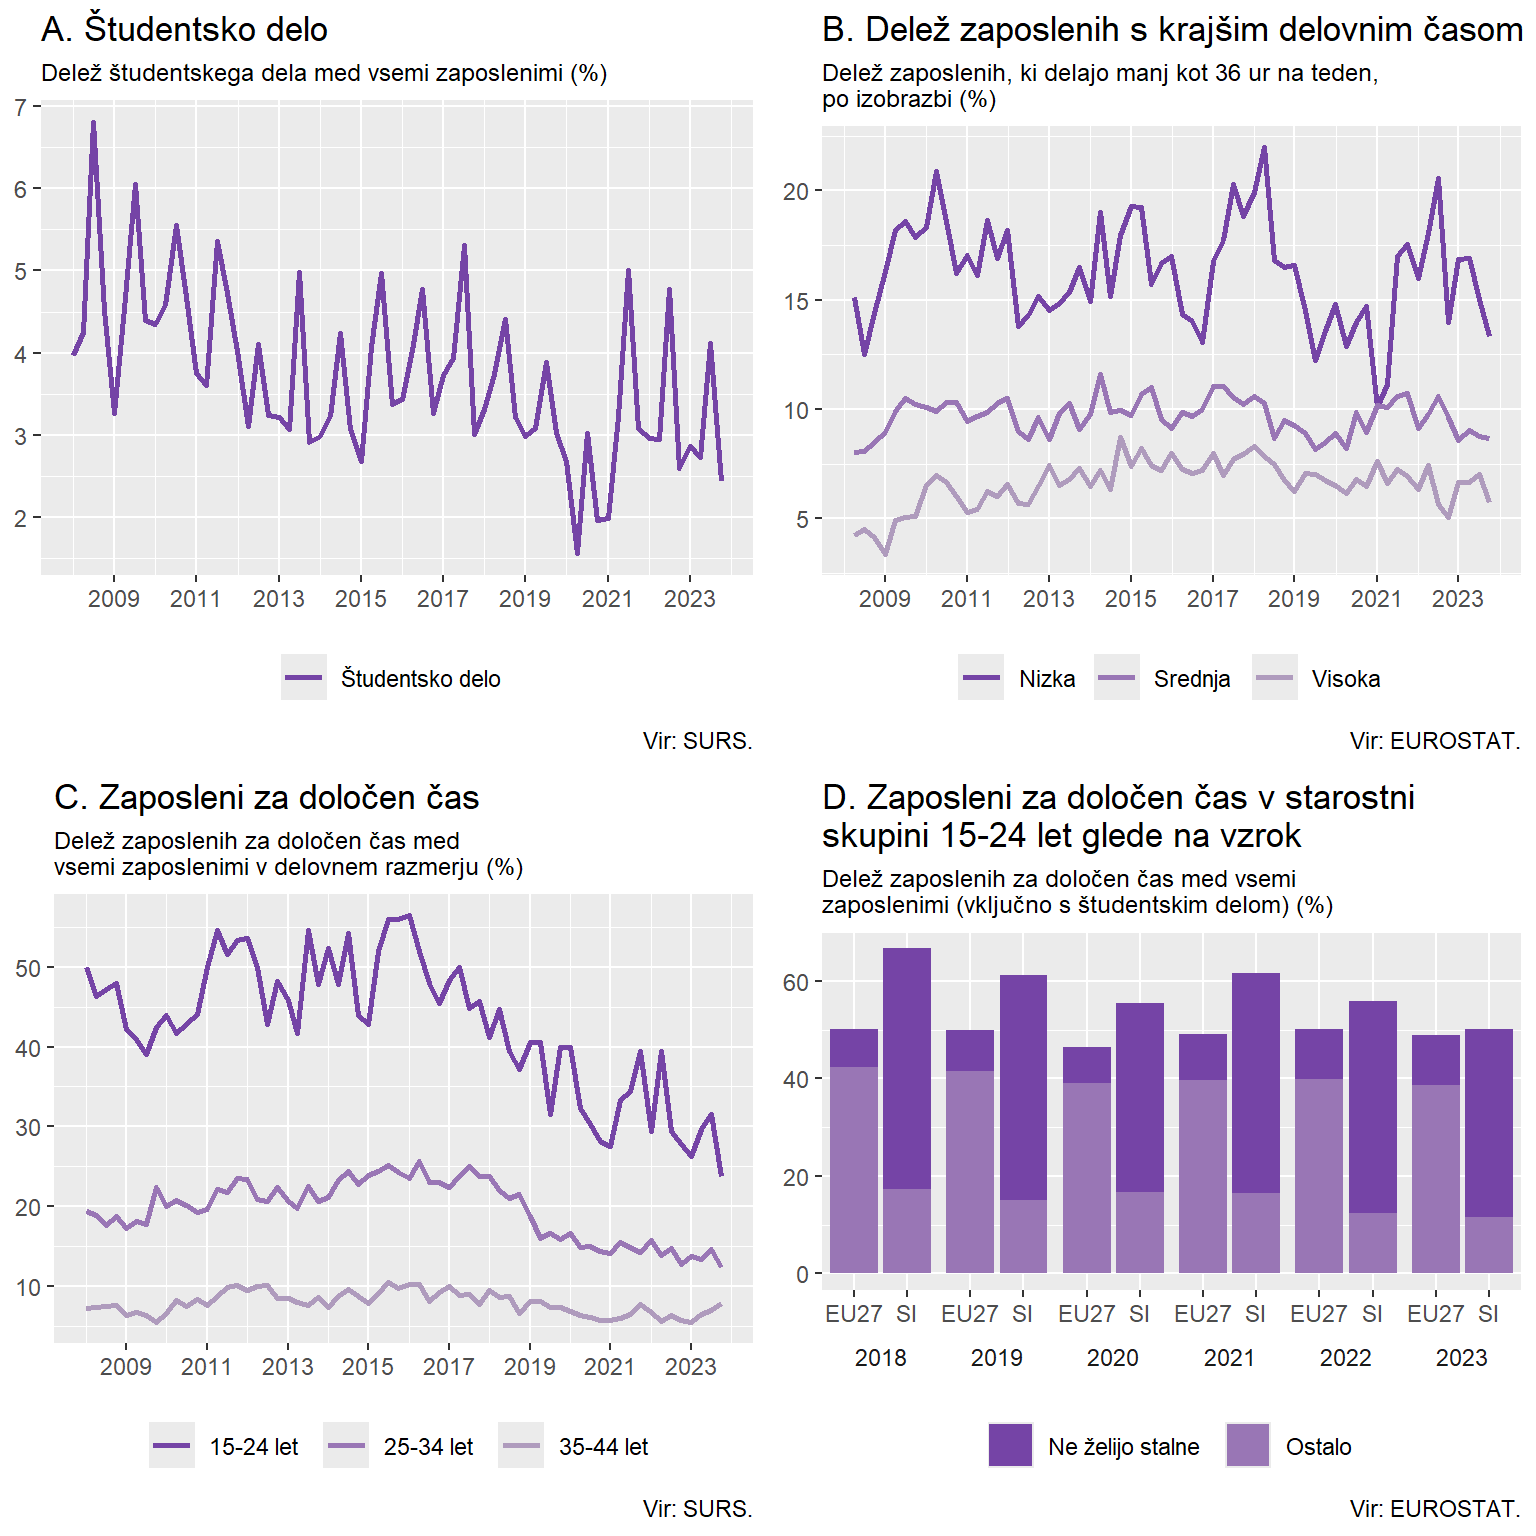 A. Študentsko delo
Delež študentskega dela med vsemi zaposlenimi (%)
7
6
5
4
3
2
2009 2011 2013 2015 2017 2019 2021 2023
Študentsko delo
Vir: SURS.
B. Delež zaposlenih s krajšim delovnim časom
Delež zaposlenih, ki delajo manj kot 36 ur na teden,
po izobrazbi (%)
20
15
10
5
2009 2011 2013 2015 2017 2019 2021 2023
Nizka Srednja Visoka
Vir: EUROSTAT.
C. Zaposleni za določen čas
Delež zaposlenih za določen čas med
vsemi zaposlenimi v delovnem razmerju (%)
50
40
30
20
10
2009 2011 2013 2015 2017 2019 2021 2023
15-24 let 25-34 let 35-44 let
Vir: SURS.
D. Zaposleni za določen čas v starostni
skupini 15-24 let glede na vzrok
Delež zaposlenih za določen čas med vsemi
zaposlenimi (vključno s študentskim delom) (%)
60
40
20
0
EU27 SI EU27 SI EU27 SI EU27 SI EU27 SI EU27 SI
2018 2019 2020 2021 2022 2023
Ne želijo stalne Ostalo
Vir: EUROSTAT.